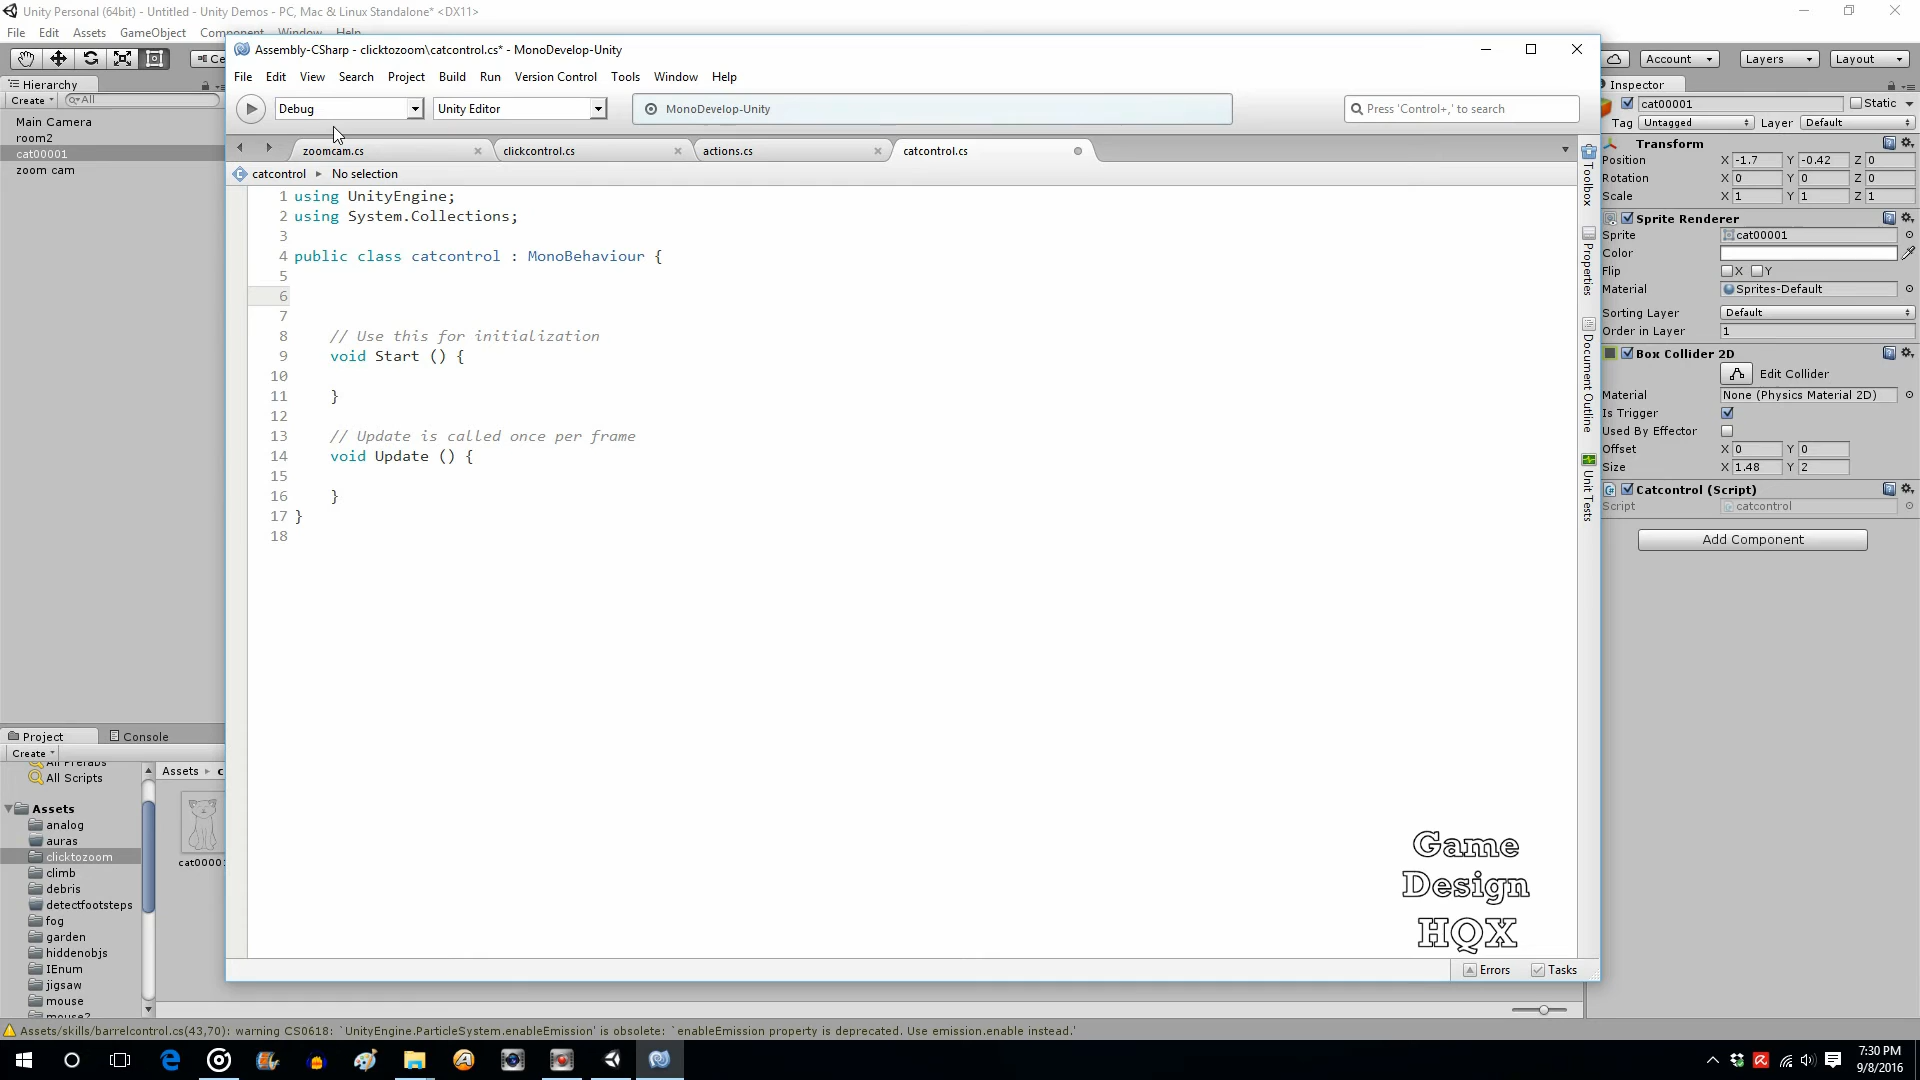 Unity Personal (64bit) - Untitled - Unity Demos - PC, Mac & Linux Standalone* <DX11>
File Edit Assets GameObject Component Window Help
Assembly-CSharp - clicktozoom\catcontrol.cs* - MonoDevelop-Unity
File Edit View Search Project Build Run Version Control Tools Window Help
Debug Unity Editor MonoDevelop-Unity Press 'Control+,' to search
zoomcam.cs clickcontrol.cs actions.cs catcontrol.cs
catcontrol No selection
1 using UnityEngine;
2 using System.Collections;
3
4 public class catcontrol : MonoBehaviour {
5
6
7
8 // Use this for initialization
9 void Start () {
10
11 }
12
13 // Update is called once per frame
14 void Update () {
15
16 }
17 }
18
Toolbox
Properties
Document Outline
Unit Tests
Errors Tasks
Game
Design
HQX
Hierarchy
Create All
Main Camera
room2
cat00001
zoom cam
Account Layers Layout
Inspector
cat00001 Static
Tag Untagged Layer Default
Transform
Position X -1.7 Y -0.42 Z 0
Rotation X 0 Y 0 Z 0
Scale X 1 Y 1 Z 1
Sprite Renderer
Sprite cat00001
Color
Flip X Y
Material Sprites-Default
Sorting Layer Default
Order in Layer 1
Box Collider 2D
Edit Collider
Material None (Physics Material 2D)
Is Trigger
Used By Effector
Offset X 0 Y 0
Size X 1.48 Y 2
Catcontrol (Script)
Script catcontrol
Add Component
Project Console
Create
All Prefabs
All Scripts
Assets
analog
auras
clicktozoom
climb
debris
detectfootsteps
fog
garden
hiddenobjs
IEnum
jigsaw
mouse
mouse2
Assets
Assets/skills/barrelcontrol.cs(43,70): warning CS0618: `UnityEngine.ParticleSystem.enableEmission' is obsolete: `enableEmission property is deprecated. Use emission.enable instead.'
7:30 PM
9/8/2016